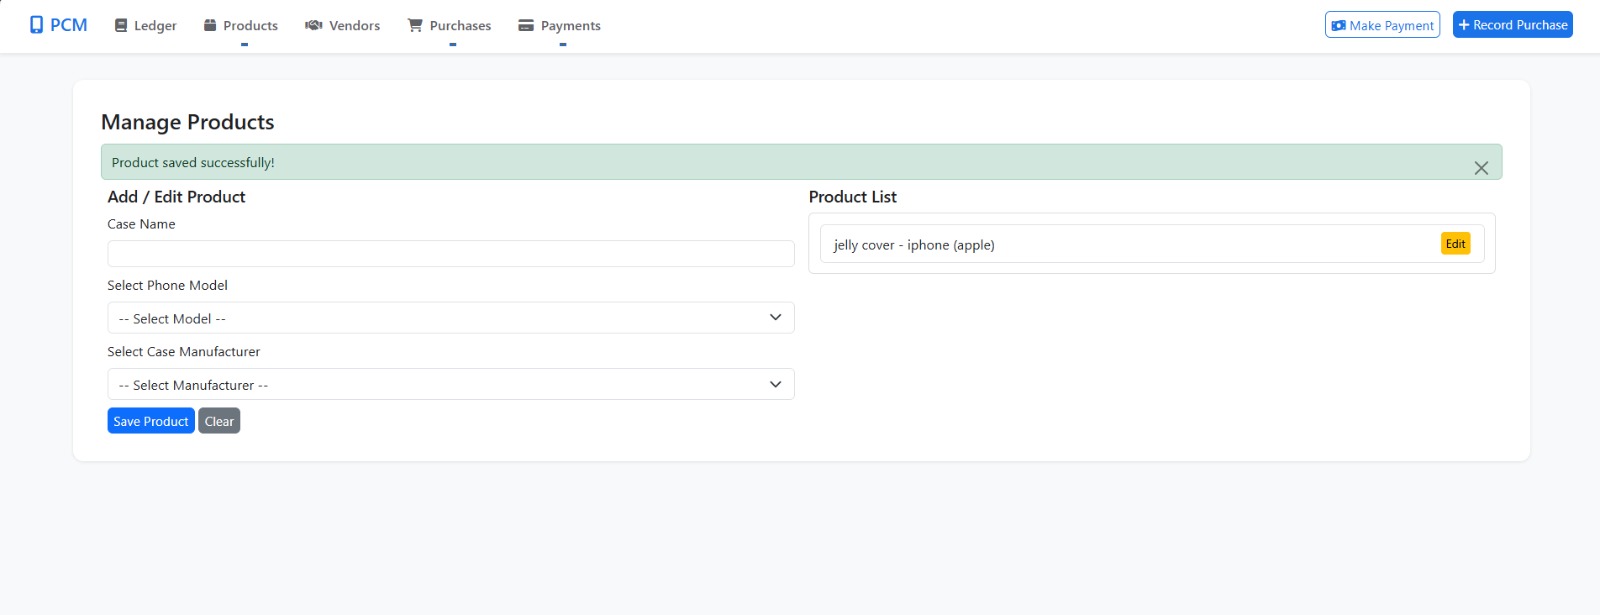 PCM Ledger Products Vendors Purchases Payments Make Payment + Record Purchase
Manage Products
Product saved successfully!
Add / Edit Product
Case Name
Select Phone Model
-- Select Model --
Select Case Manufacturer
-- Select Manufacturer --
Save Product Clear
Product List
jelly cover - iphone (apple) Edit